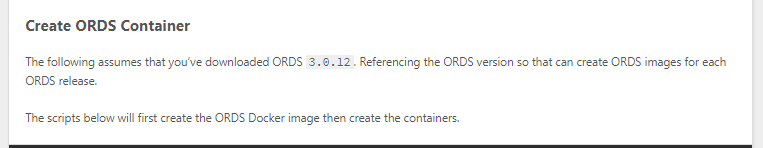 Create ORDS Container
The following assumes that you've downloaded ORDS 3.0.12. Referencing the ORDS version so that can create ORDS images for each
ORDS release.
The scripts below will first create the ORDS Docker image then create the containers.